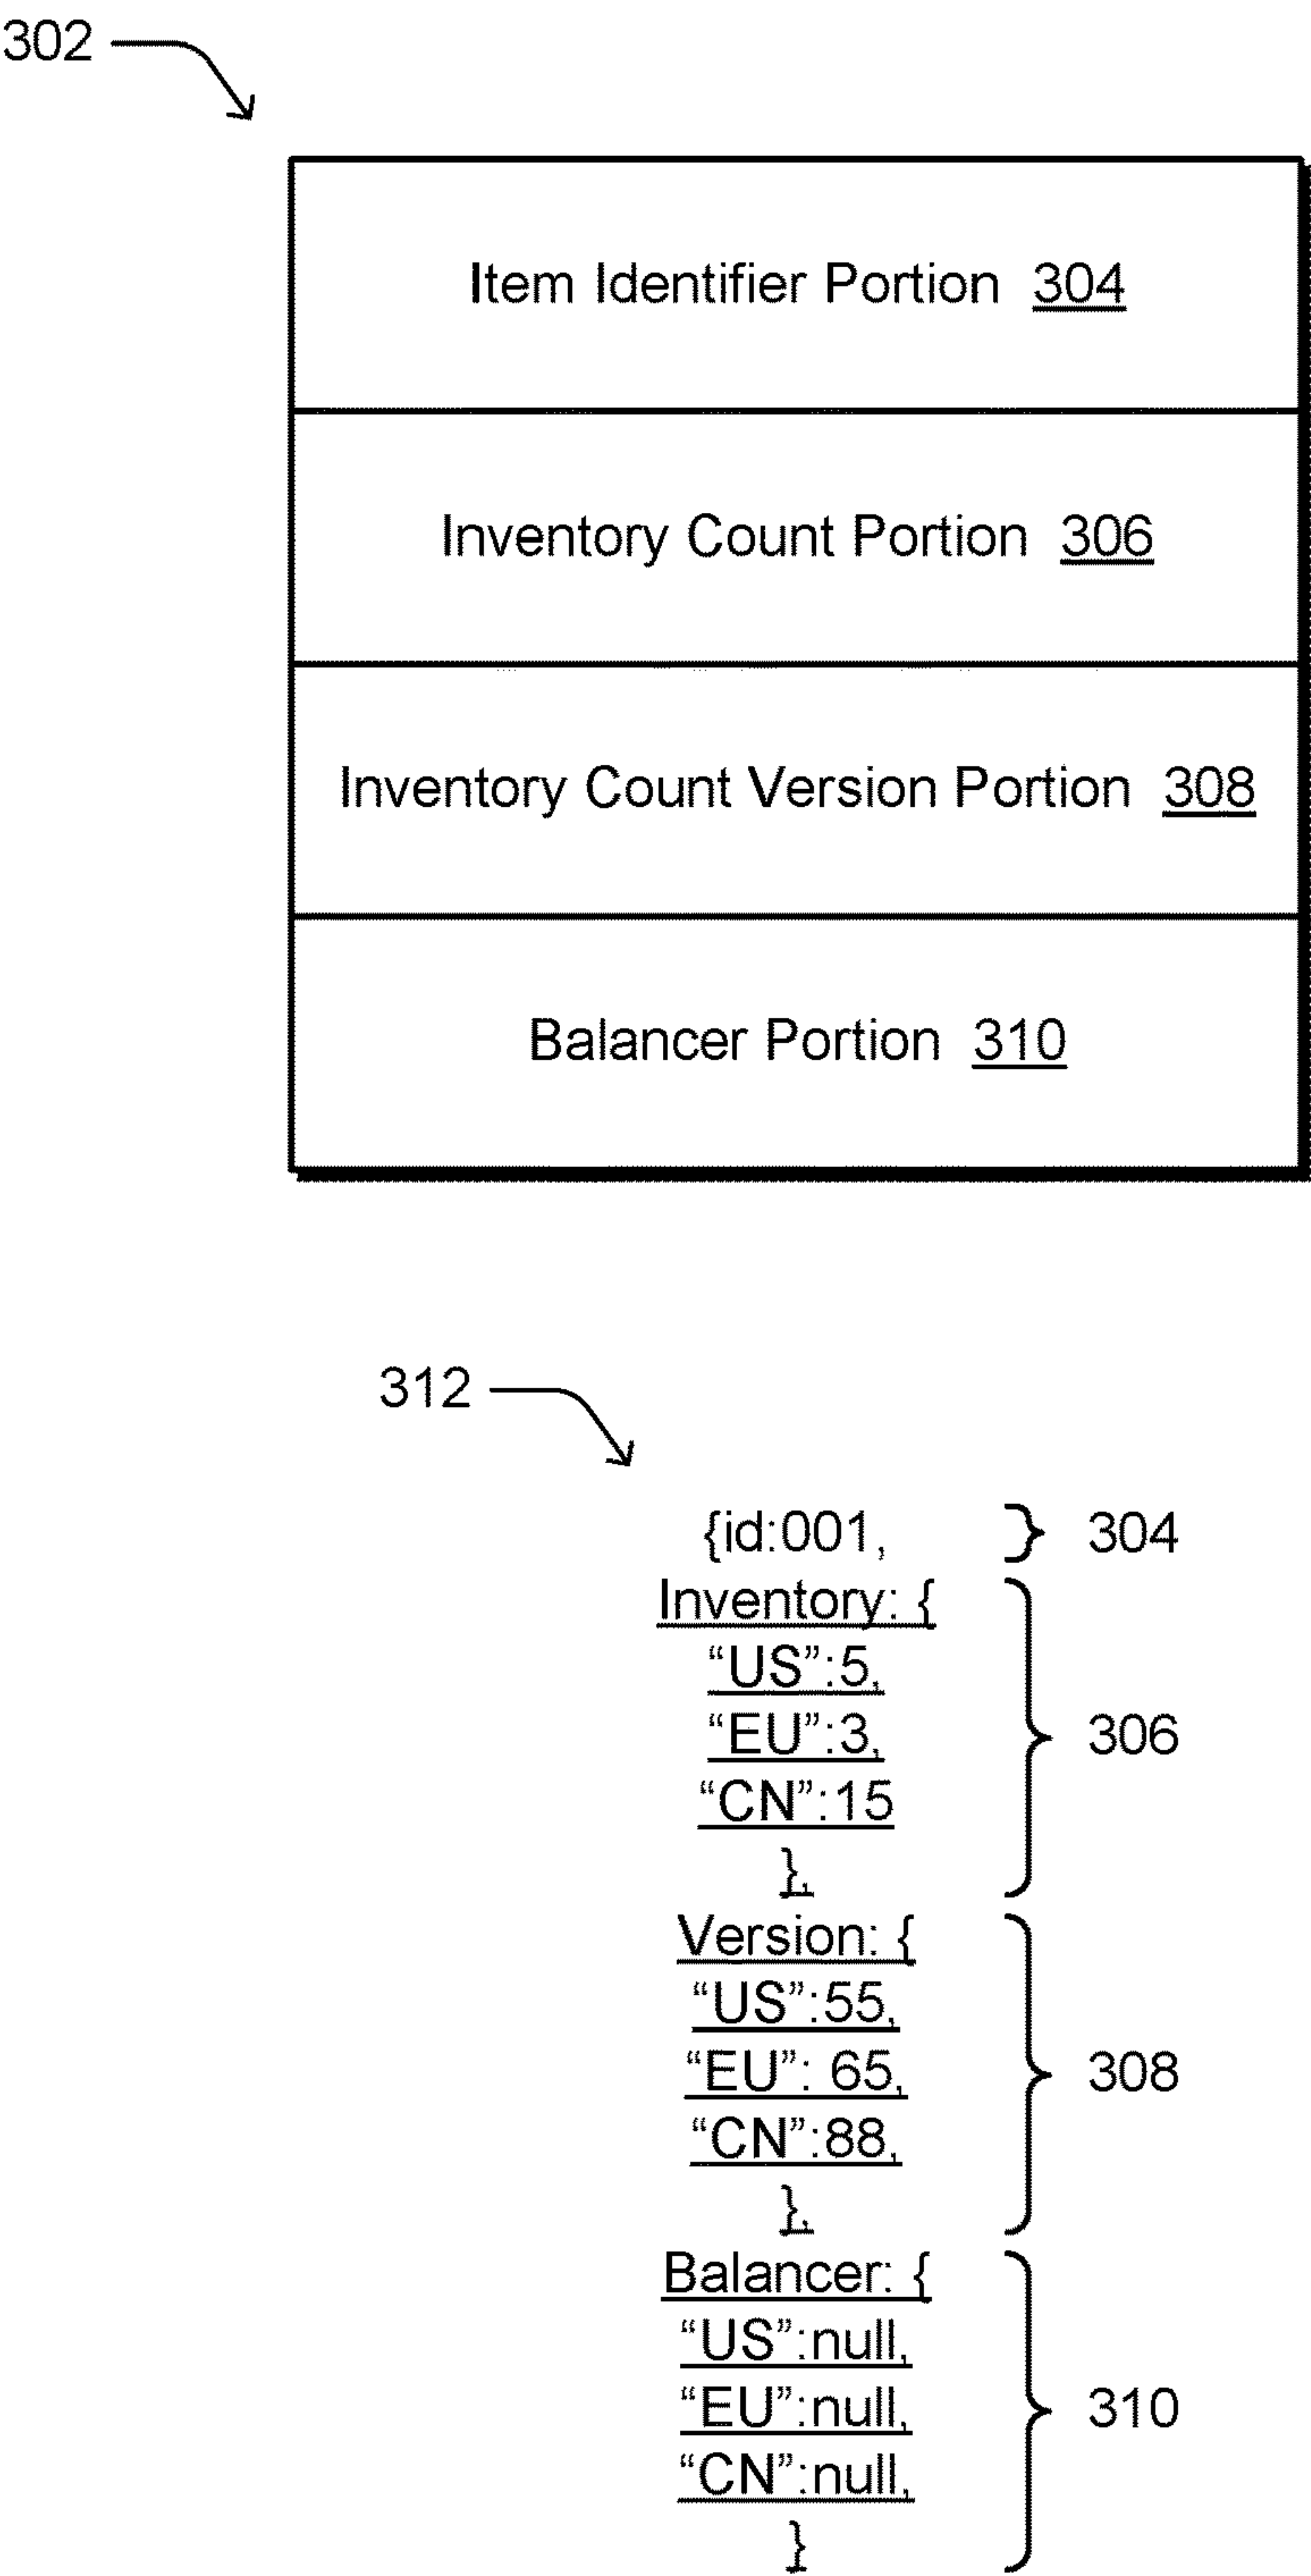 302
Item Identifier Portion 304
Inventory Count Portion 306
Inventory Count Version Portion 308
Balancer Portion 310
312
{id:001, } 304
Inventory: {
“US”:5,
“EU”:3, 306
“CN”:15
},
Version: {
“US”:55,
“EU”: 65, 308
“CN”:88,
},
Balancer: {
“US”:null,
“EU”:null, 310
“CN”:null,
}